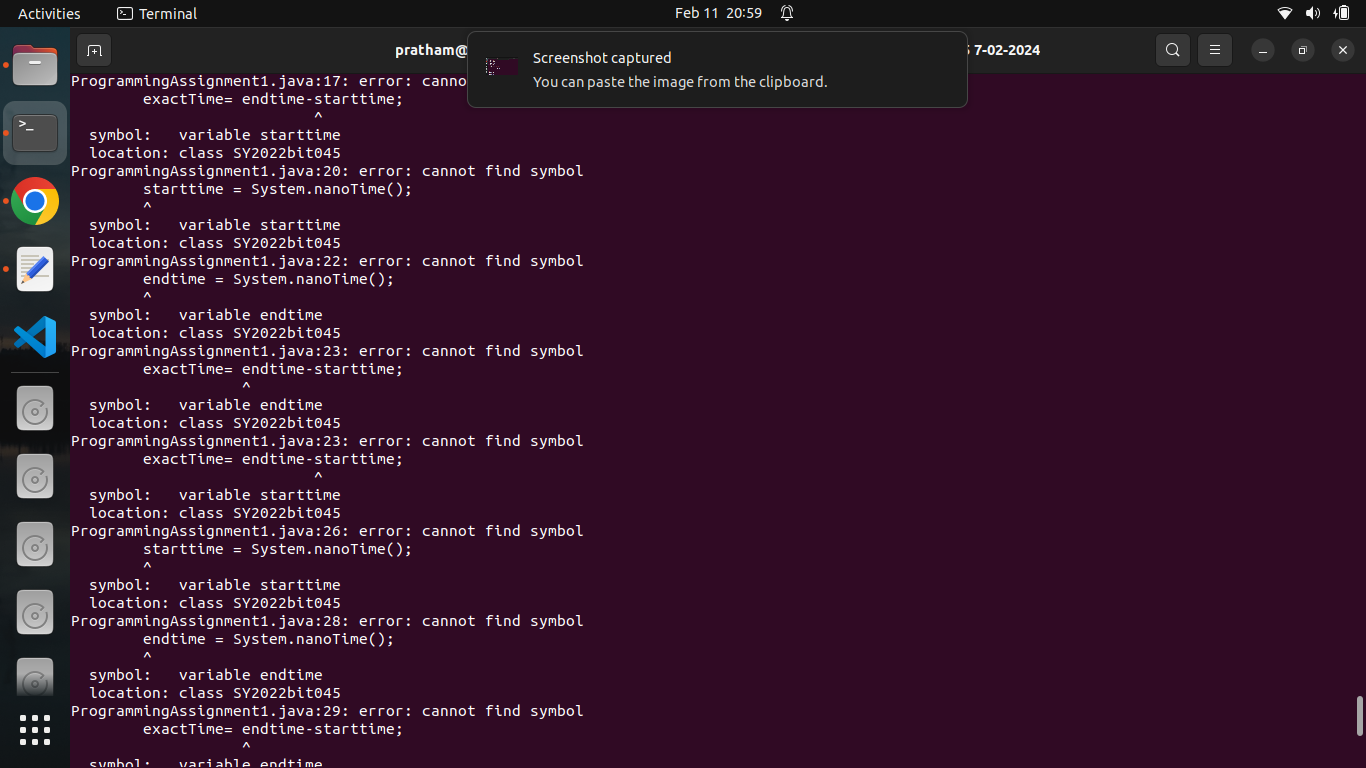 Activities
Terminal
Feb 11 20:59
pratham@
7-02-2024
Screenshot captured
You can paste the image from the clipboard.
ProgrammingAssignment1.java:17: error: canno
exactTime= endtime-starttime;
^
symbol: variable starttime
location: class SY2022bit045
ProgrammingAssignment1.java:20: error: cannot find symbol
starttime = System.nanoTime();
^
symbol: variable starttime
location: class SY2022bit045
ProgrammingAssignment1.java:22: error: cannot find symbol
endtime = System.nanoTime();
^
symbol: variable endtime
location: class SY2022bit045
ProgrammingAssignment1.java:23: error: cannot find symbol
exactTime= endtime-starttime;
^
symbol: variable endtime
location: class SY2022bit045
ProgrammingAssignment1.java:23: error: cannot find symbol
exactTime= endtime-starttime;
^
symbol: variable starttime
location: class SY2022bit045
ProgrammingAssignment1.java:26: error: cannot find symbol
starttime = System.nanoTime();
^
symbol: variable starttime
location: class SY2022bit045
ProgrammingAssignment1.java:28: error: cannot find symbol
endtime = System.nanoTime();
^
symbol: variable endtime
location: class SY2022bit045
ProgrammingAssignment1.java:29: error: cannot find symbol
exactTime= endtime-starttime;
^
symbol: variable endtime